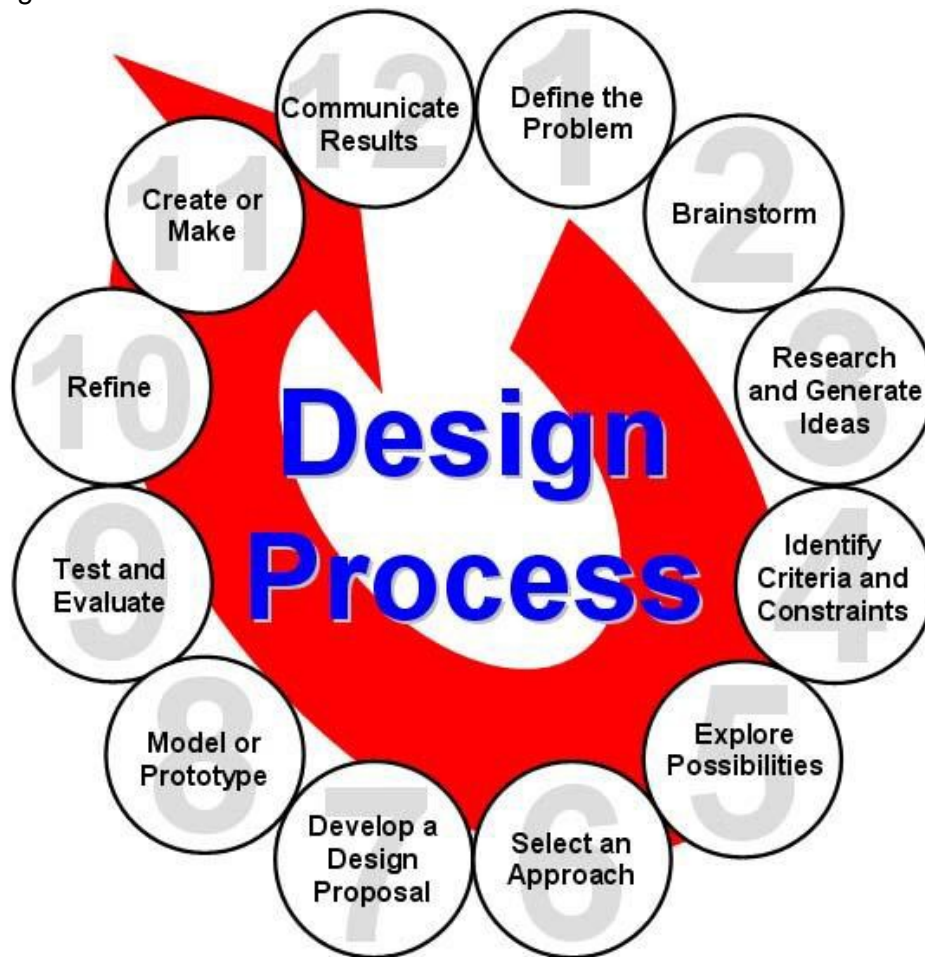 g
1
Define the
Problem
2
Brainstorm
3
Research
and Generate
Ideas
4
Identify
Criteria and
Constraints
5
Explore
Possibilities
6
Select an
Approach
7
Develop a
Design
Proposal
8
Model or
Prototype
9
Test and
Evaluate
10
Refine
11
Create or
Make
12
Communicate
Results
Design
Process